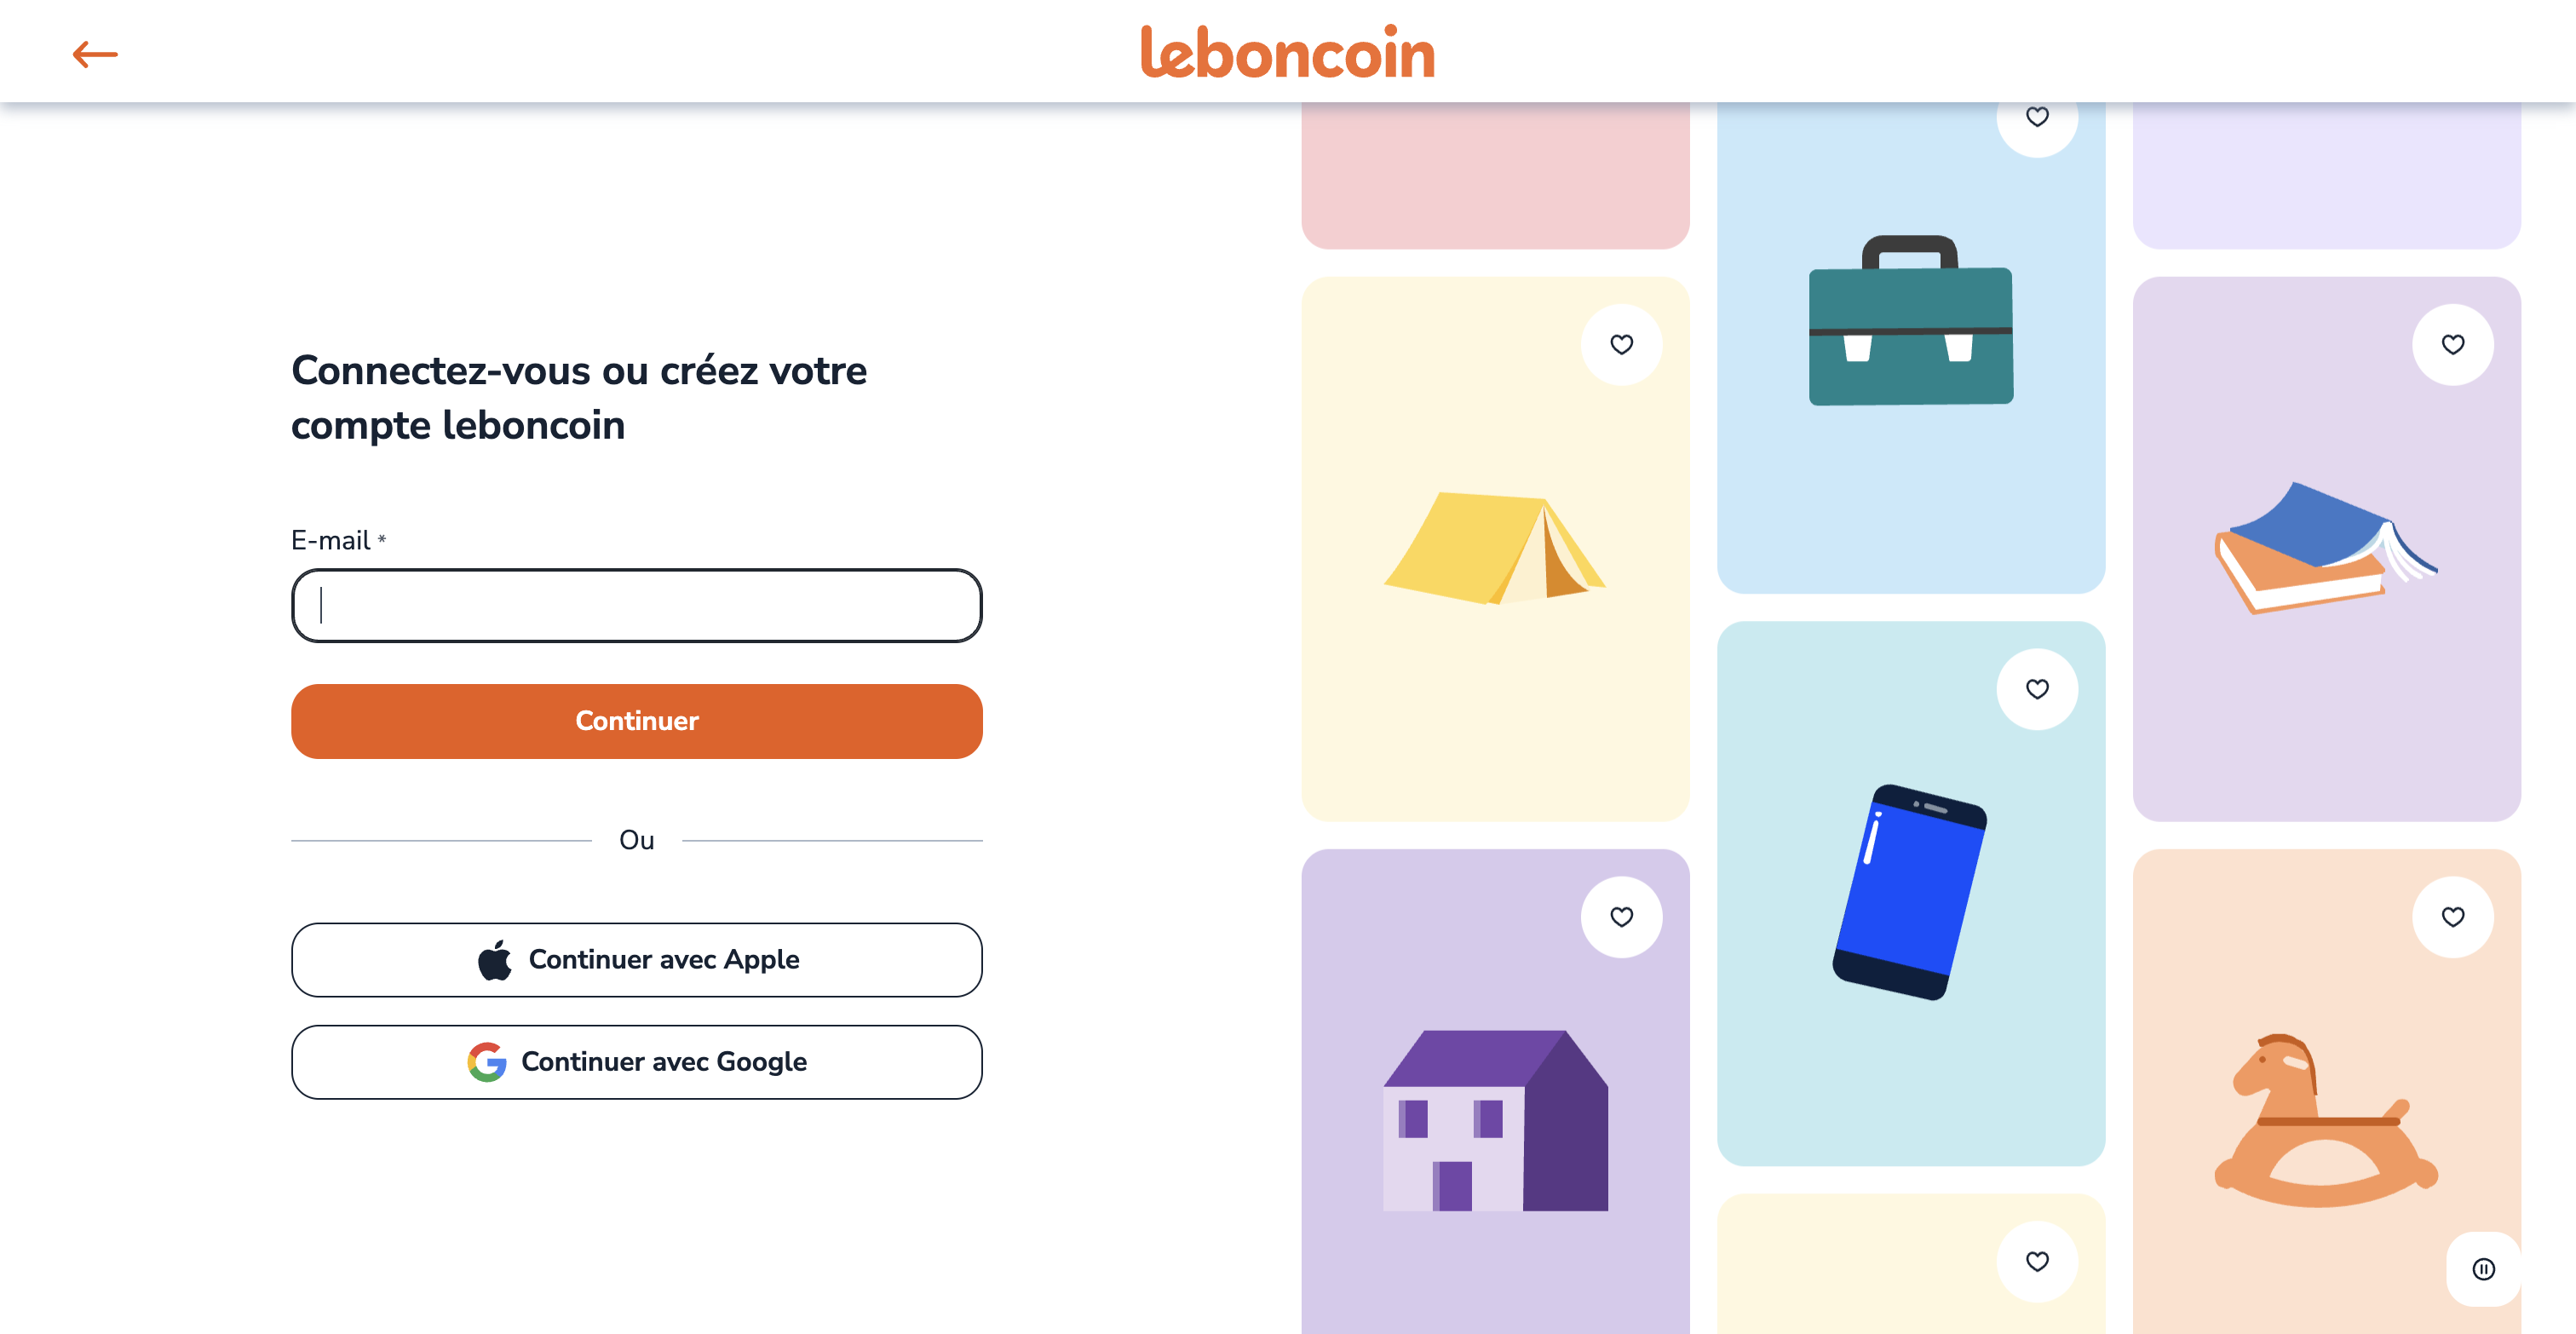 leboncoin
Connectez-vous ou créez votre
compte leboncoin
E-mail *
Continuer
Ou
Continuer avec Apple
Continuer avec Google